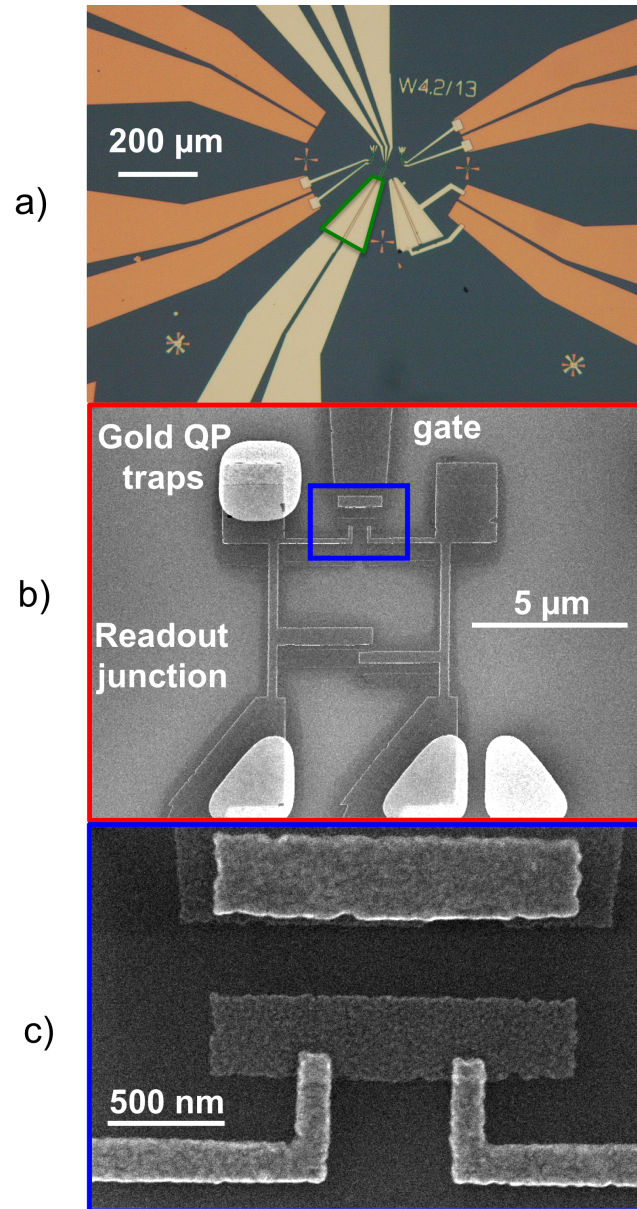 a)
200 µm
W4.2/13
b)
Gold QP
traps
gate
5 µm
Readout
junction
c)
500 nm